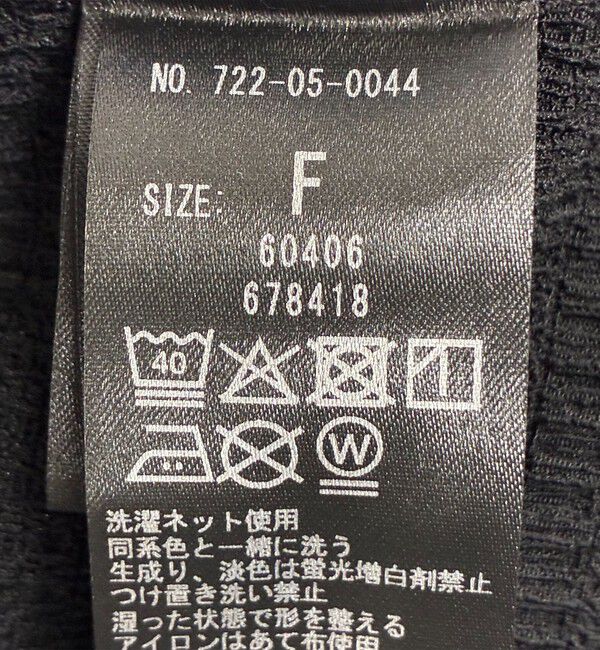 NO. 722-05-0044
SIZE: F
60406
678418
40
W
洗濯ネット使用
同系色と一緒に洗う
生成り、淡色は蛍光増白剤禁止
つけ置き洗い禁止
湿った状態で形を整える
アイロンはあて布使用